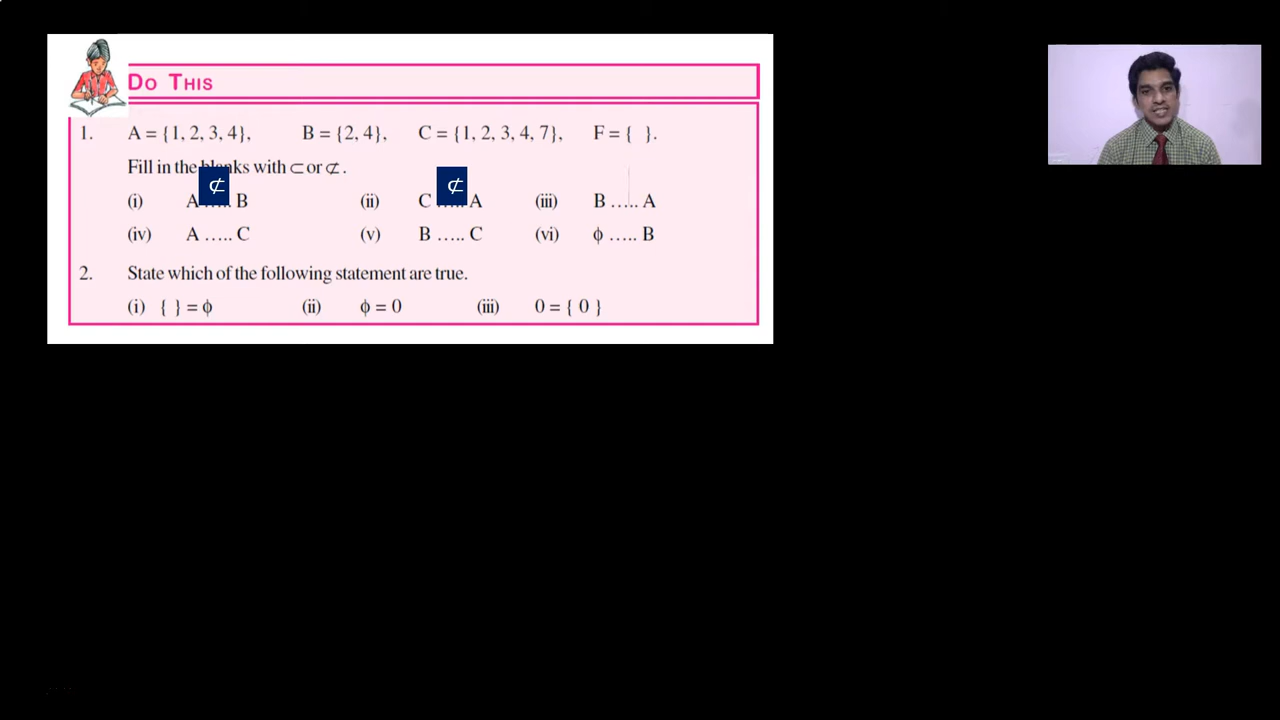 DO THIS
1. A = {1, 2, 3, 4}, B = {2, 4}, C = {1, 2, 3, 4, 7}, F = { }.
Fill in the blanks with ⊂ or ⊄ .
(i) A ⊄ B (ii) C ⊄ A (iii) B ..... A
(iv) A ..... C (v) B ..... C (vi) ϕ ..... B
2. State which of the following statement are true.
(i) { } = ϕ (ii) ϕ = 0 (iii) 0 = { 0 }